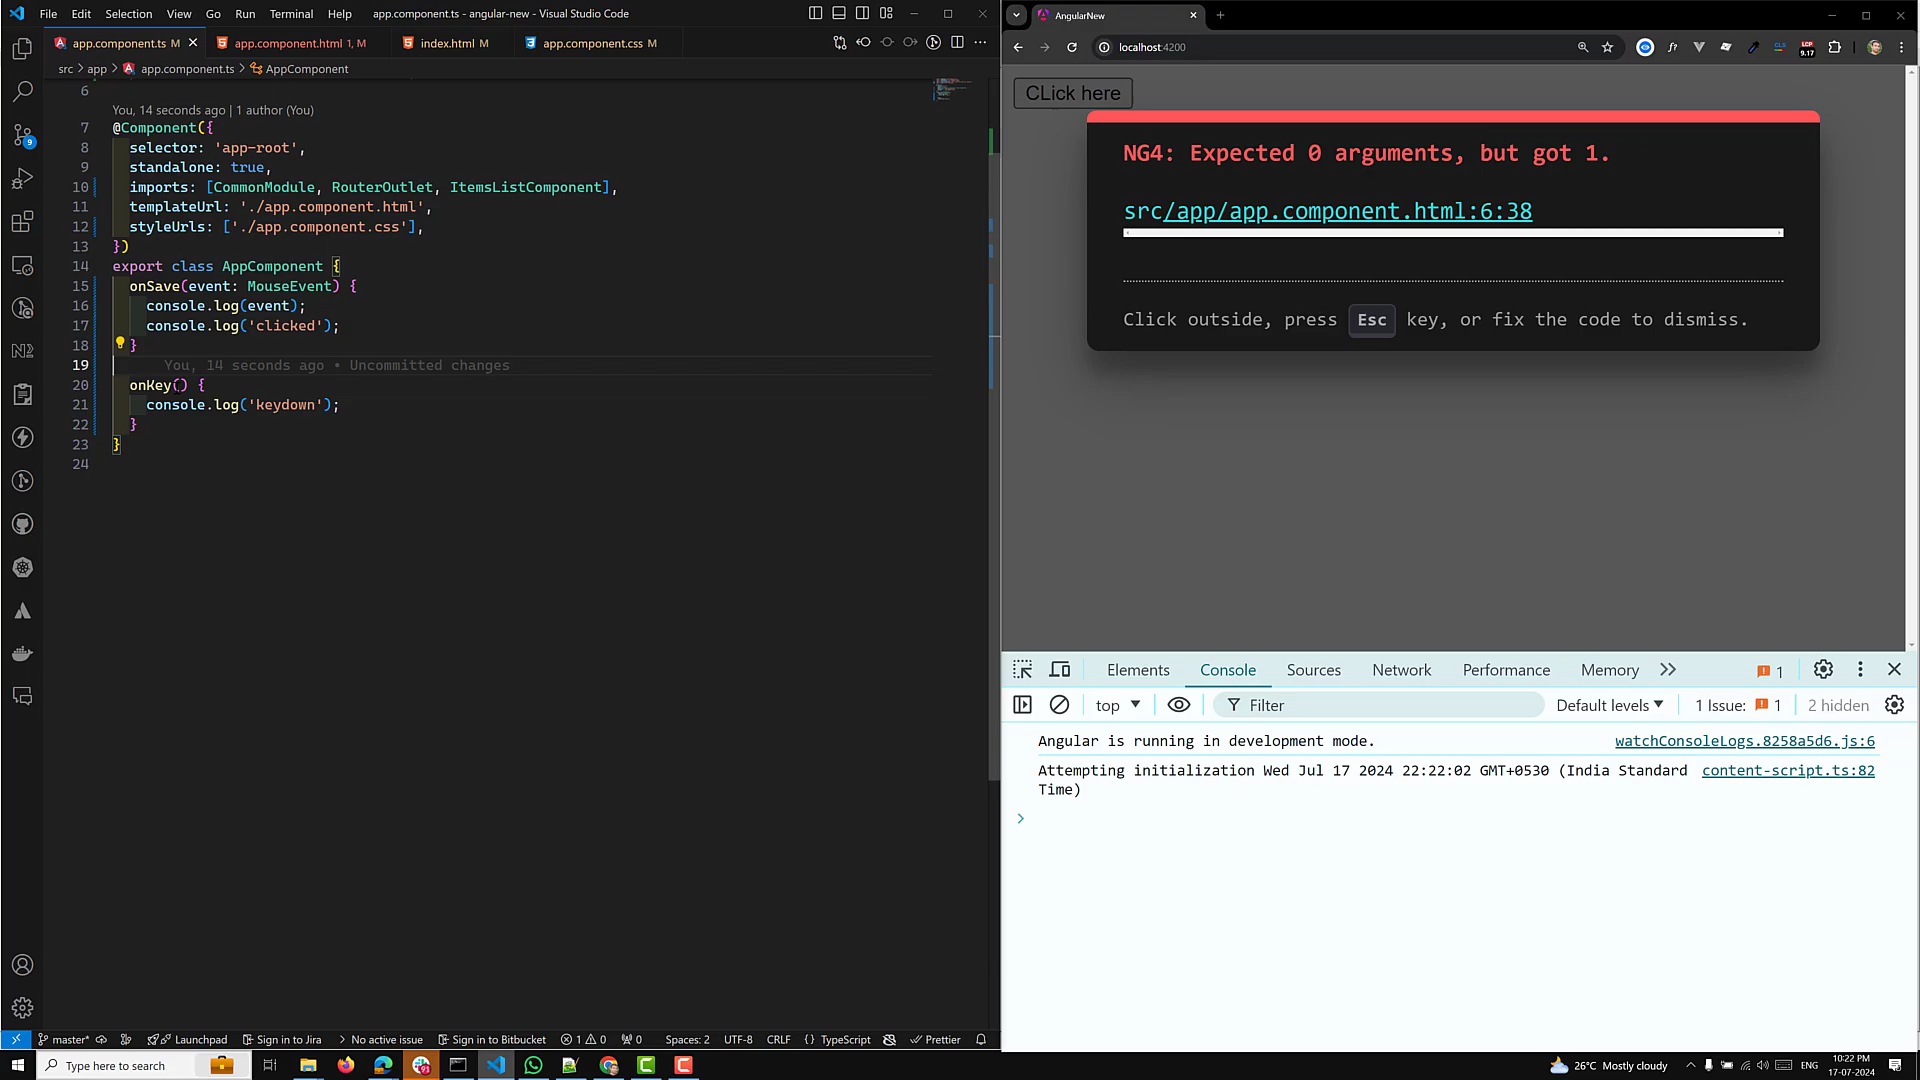 File Edit Selection View Go Run Terminal Help app.component.ts - angular-new - Visual Studio Code
app.component.ts M
app.component.html 1, M
index.html M
app.component.css M
src > app > app.component.ts > AppComponent
6
You, 14 seconds ago | 1 author (You)
7 @Component({
8 selector: 'app-root',
9 standalone: true,
10 imports: [CommonModule, RouterOutlet, ItemsListComponent],
11 templateUrl: './app.component.html',
12 styleUrls: ['./app.component.css'],
13 })
14 export class AppComponent {
15 onSave(event: MouseEvent) {
16 console.log(event);
17 console.log('clicked');
18 }
19 You, 14 seconds ago • Uncommitted changes
20 onKey() {
21 console.log('keydown');
22 }
23 }
24
9
master* Launchpad Sign in to Jira No active issue Sign in to Bitbucket 1 0 0 Spaces: 2 UTF-8 CRLF {} TypeScript Prettier
AngularNew
localhost:4200
CLick here
NG4: Expected 0 arguments, but got 1.
src/app/app.component.html:6:38
Click outside, press Esc key, or fix the code to dismiss.
Elements Console Sources Network Performance Memory 1
top Filter Default levels 1 Issue: 1 2 hidden
Angular is running in development mode. watchConsoleLogs.8258a5d6.js:6
Attempting initialization Wed Jul 17 2024 22:22:02 GMT+0530 (India Standard Time) content-script.ts:82
Type here to search
26°C Mostly cloudy ENG
10:22 PM
17-07-2024